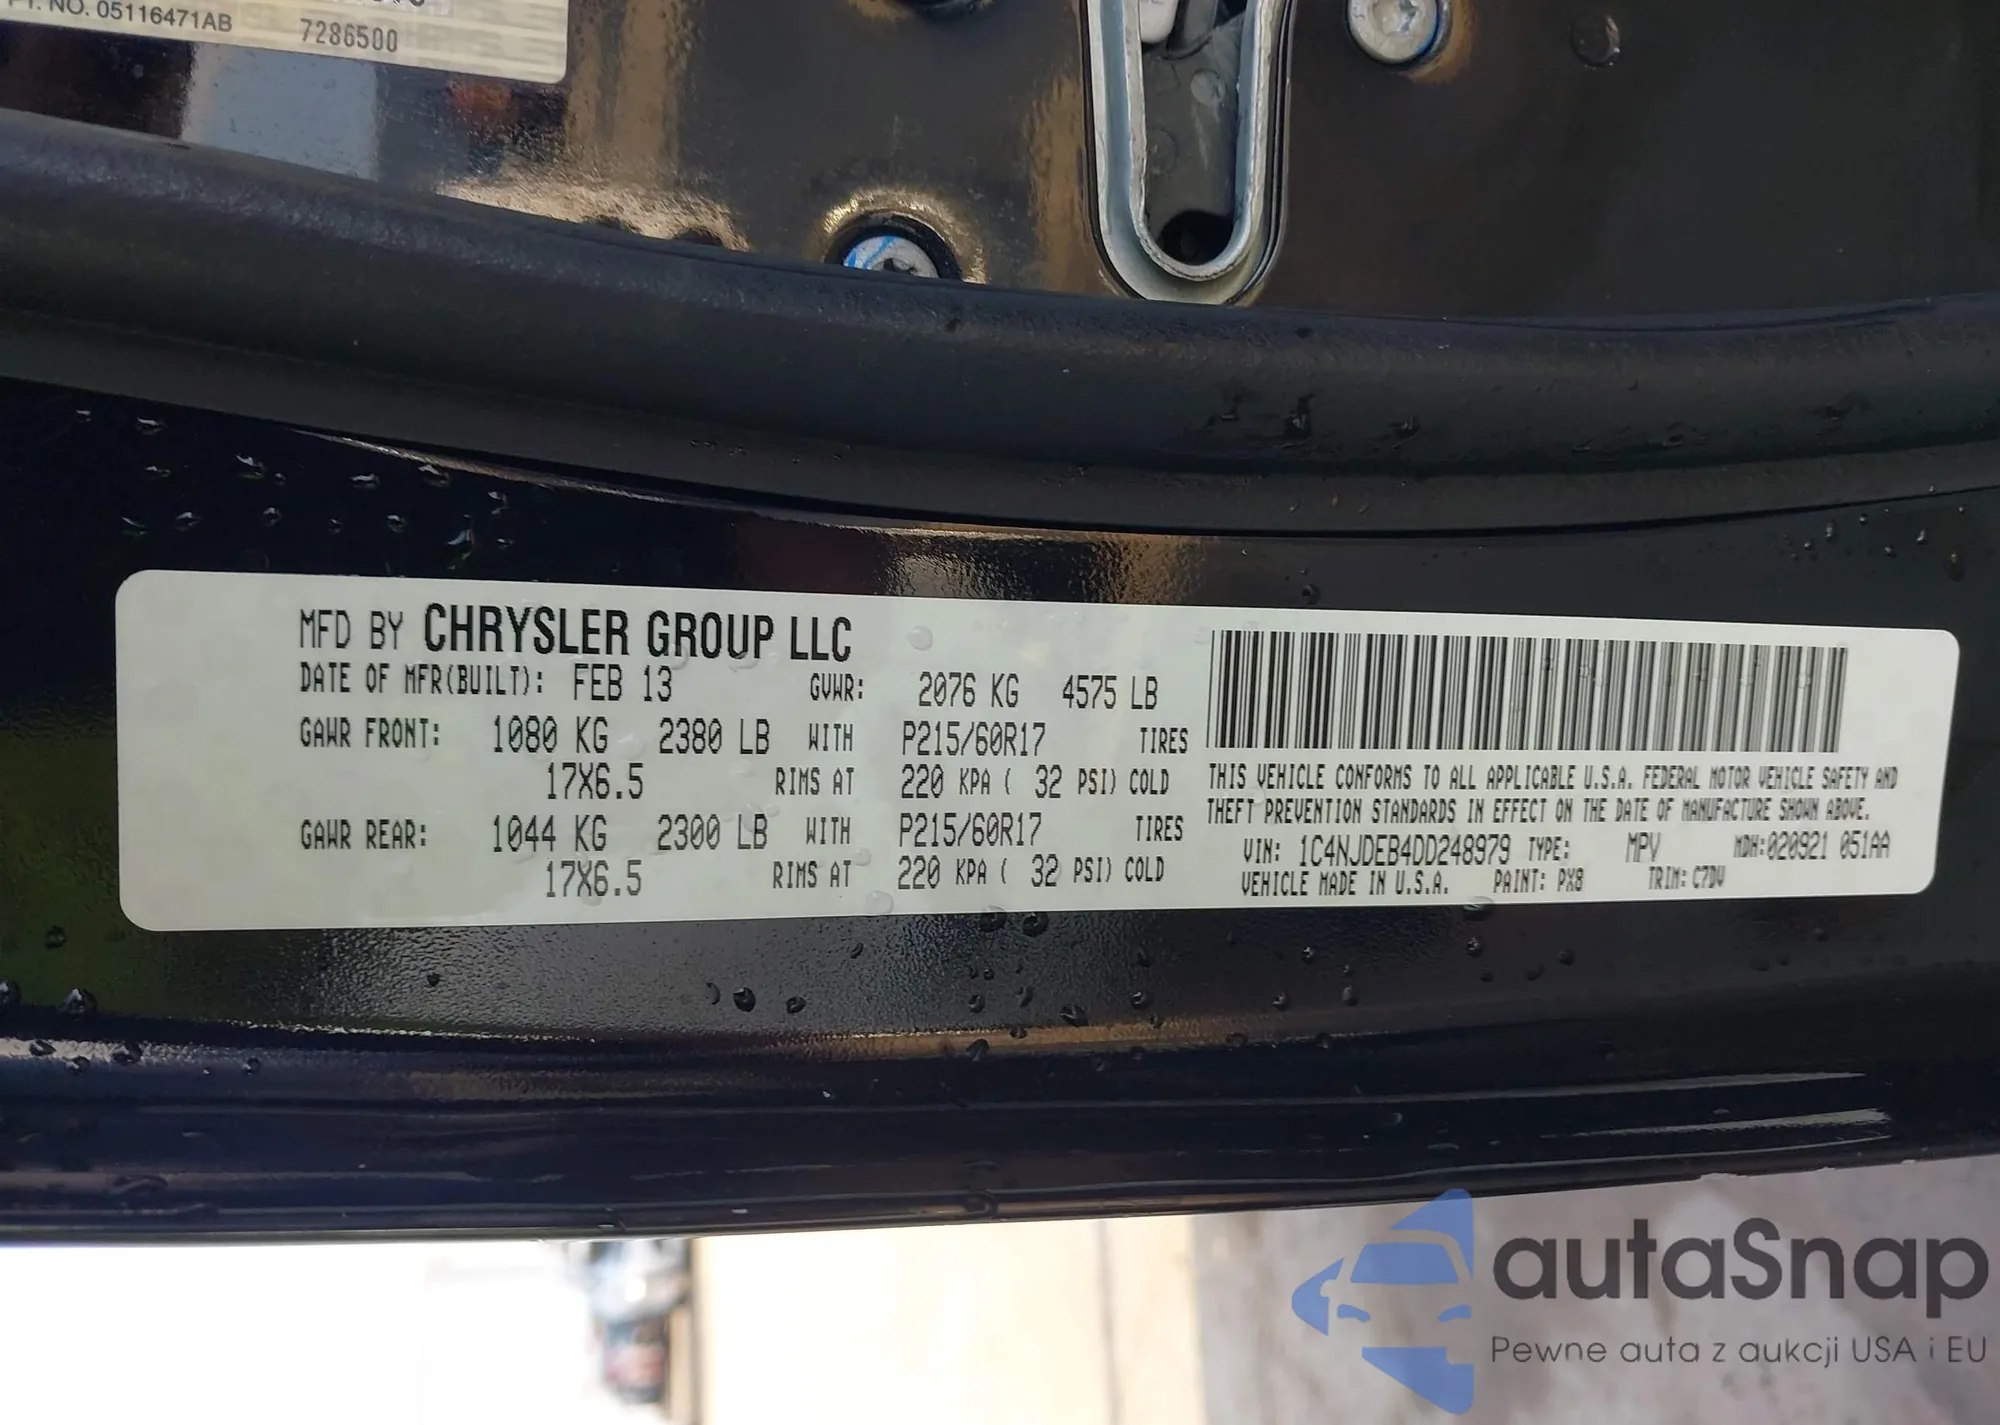 PT. NO. 05116471AB
7286500
MFD BY CHRYSLER GROUP LLC
DATE OF MFR(BUILT): FEB 13 GVWR: 2076 KG 4575 LB
GAWR FRONT: 1080 KG 2380 LB WITH P215/60R17 TIRES
17X6.5 RIMS AT 220 KPA ( 32 PSI) COLD
GAWR REAR: 1044 KG 2300 LB WITH P215/60R17 TIRES
17X6.5 RIMS AT 220 KPA ( 32 PSI) COLD
THIS VEHICLE CONFORMS TO ALL APPLICABLE U.S.A. FEDERAL MOTOR VEHICLE SAFETY AND
THEFT PREVENTION STANDARDS IN EFFECT ON THE DATE OF MANUFACTURE SHOWN ABOVE.
VIN: 1C4NJDEB4DD248979 TYPE: MPV MDH:020921 051AA
VEHICLE MADE IN U.S.A. PAINT: PX8 TRIM: C7DV
autaSnap
Pewne auta z aukcji USA i EU